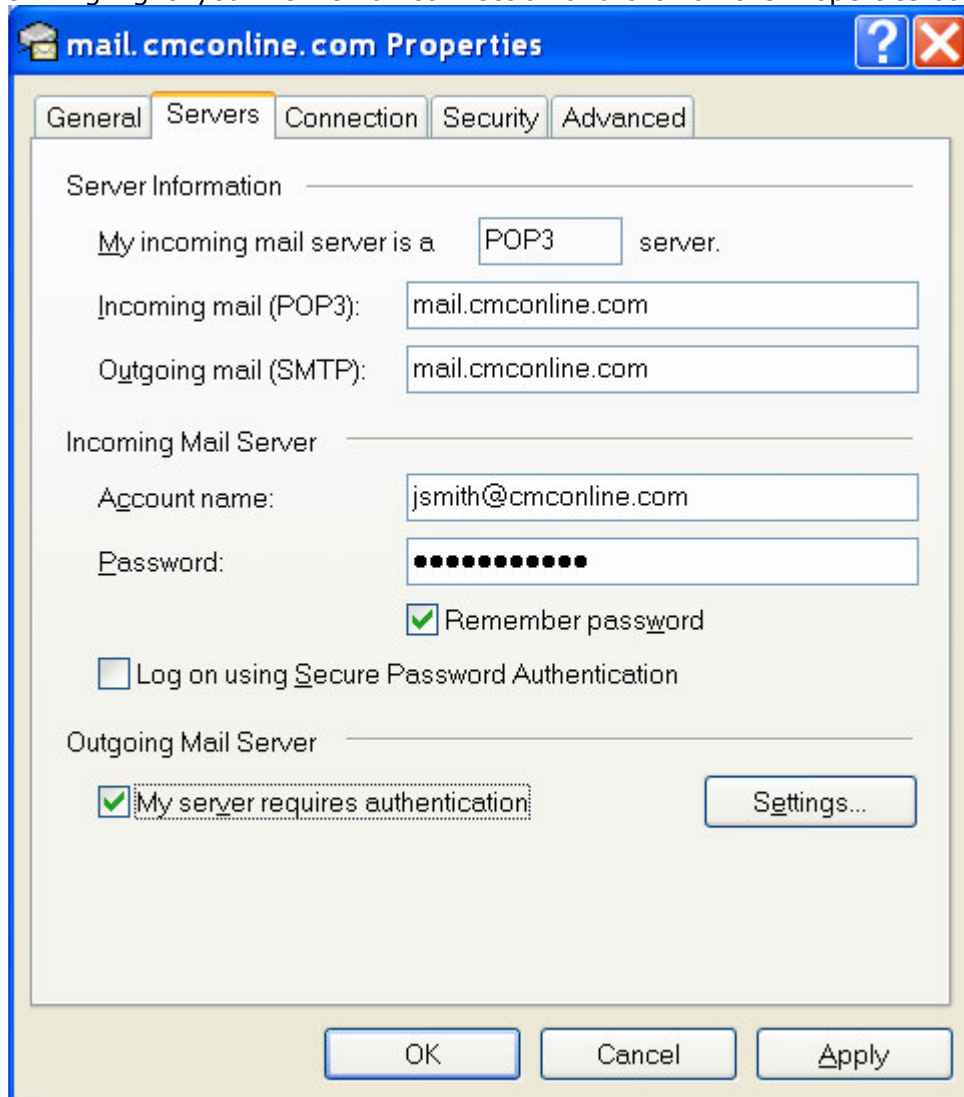 mail.cmconline.com Properties
General Servers Connection Security Advanced
Server Information
My incoming mail server is a POP3 server.
Incoming mail (POP3): mail.cmconline.com
Outgoing mail (SMTP): mail.cmconline.com
Incoming Mail Server
Account name: jsmith@cmconline.com
Password: •••••••••••
Remember password
Log on using Secure Password Authentication
Outgoing Mail Server
My server requires authentication Settings...
OK Cancel Apply